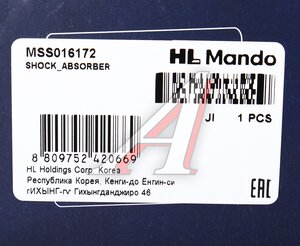 MSS016172
SHOCK_ABSORBER
HL Mando
JI 1 PCS
8 809752 420669
HL Holdings Corp. Korea
Республика Корея, Кенги-до Ёнгин-си
гИХЫНГ-гу Гихынгданджиро 46
EAC